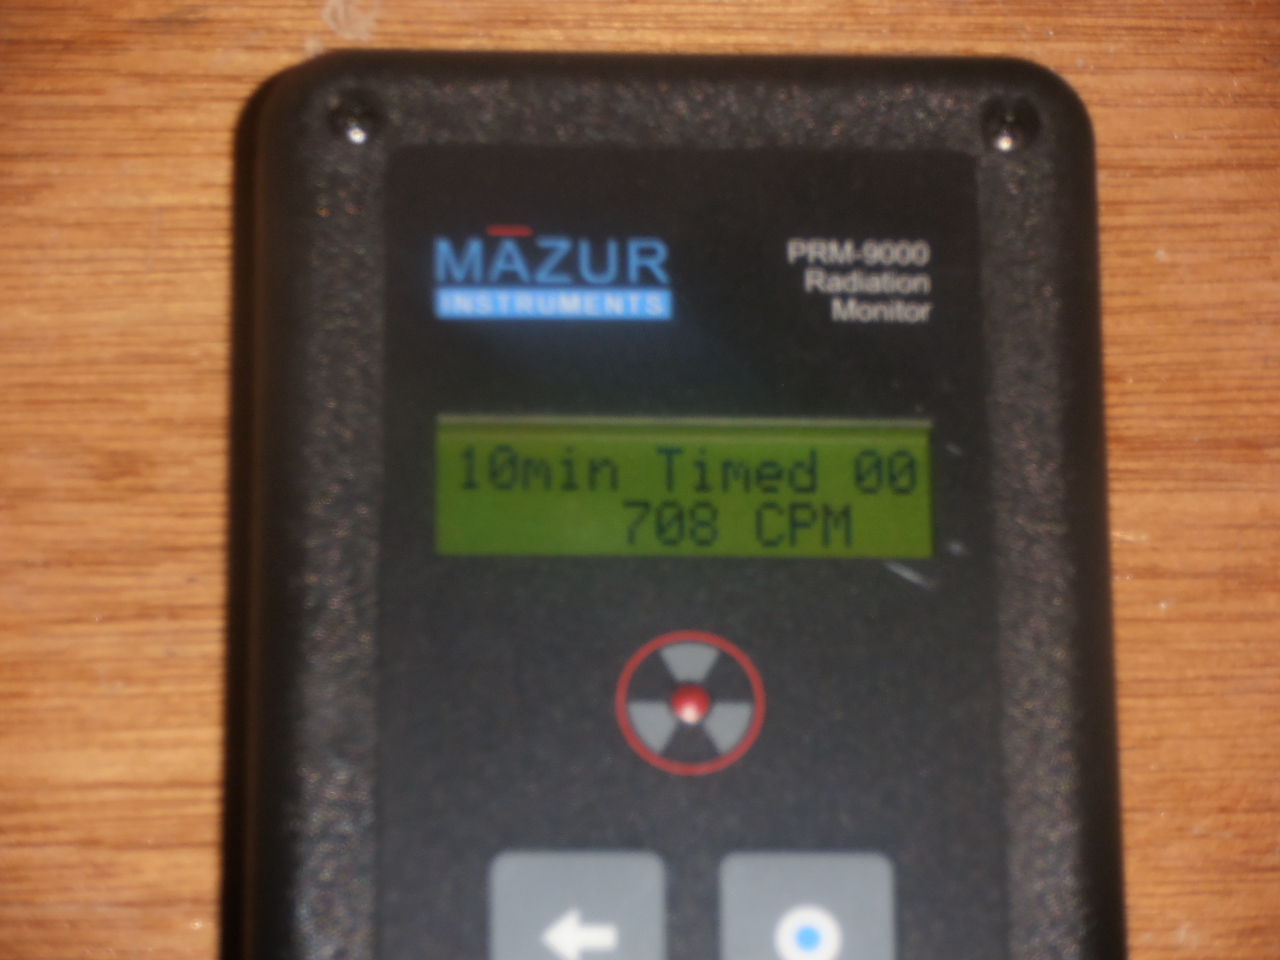 MAZUR
INSTRUMENTS
PRM-9000
Radiation
Monitor
10min Timed 00
708 CPM